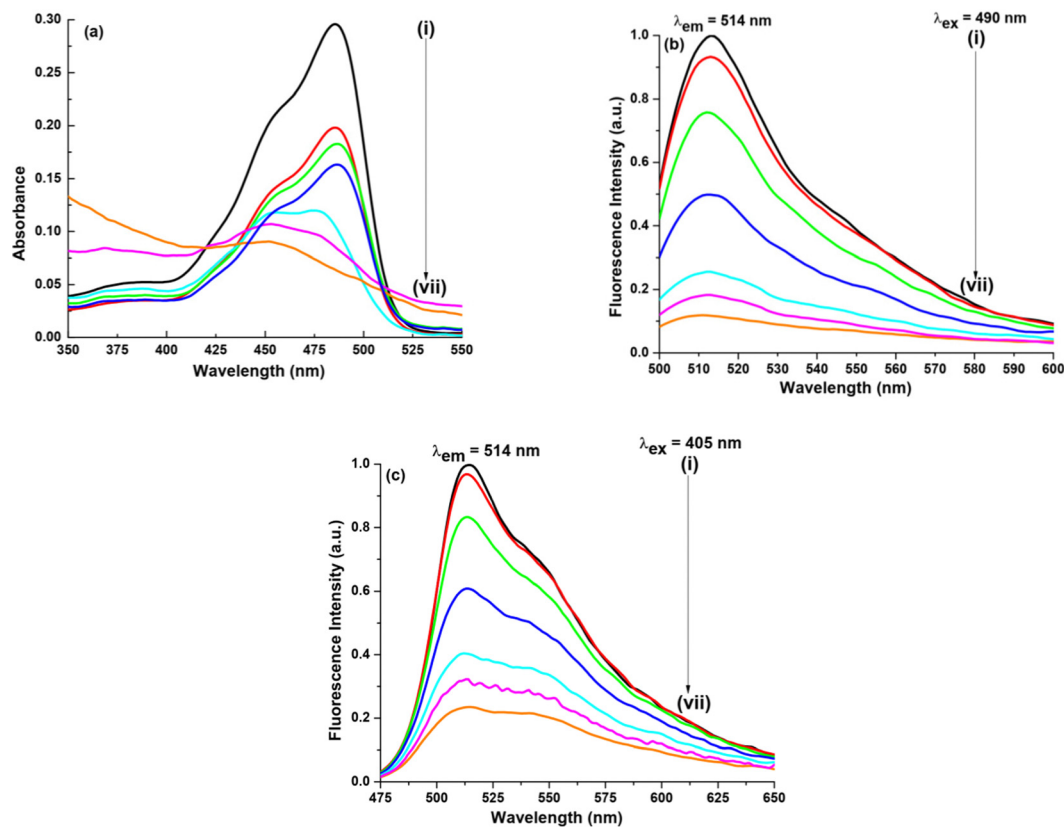 (a)
(i)
(vii)
0.30
0.25
0.20
0.15
0.10
0.05
0.00
Absorbance
350 375 400 425 450 475 500 525 550
Wavelength (nm)
λem = 514 nm
λex = 490 nm
(b)
(i)
(vii)
1.0
0.8
0.6
0.4
0.2
0.0
Fluorescence Intensity (a.u.)
500 510 520 530 540 550 560 570 580 590 600
Wavelength (nm)
λem = 514 nm
λex = 405 nm
(c)
(i)
(vii)
1.0
0.8
0.6
0.4
0.2
0.0
Fluorescence Intensity (a.u.)
475 500 525 550 575 600 625 650
Wavelength (nm)